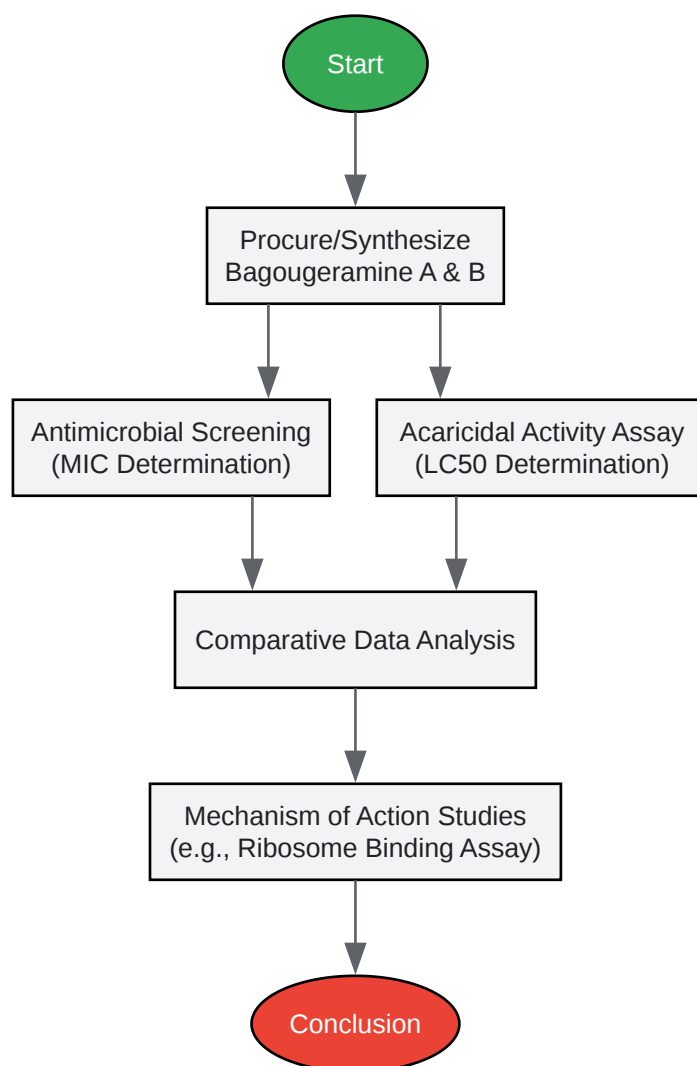 Start
Procure/Synthesize
Bagougeramine A & B
Antimicrobial Screening
(MIC Determination)
Acaricidal Activity Assay
(LC50 Determination)
Comparative Data Analysis
Mechanism of Action Studies
(e.g., Ribosome Binding Assay)
Conclusion